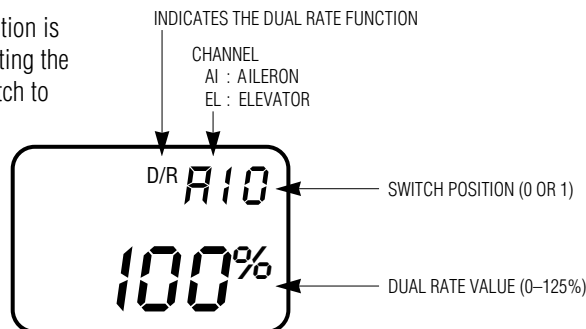 tion is
ting the
tch to
INDICATES THE DUAL RATE FUNCTION
CHANNEL
AI : AILERON
EL : ELEVATOR
D/R AI0
SWITCH POSITION (0 OR 1)
100%
DUAL RATE VALUE (0–125%)